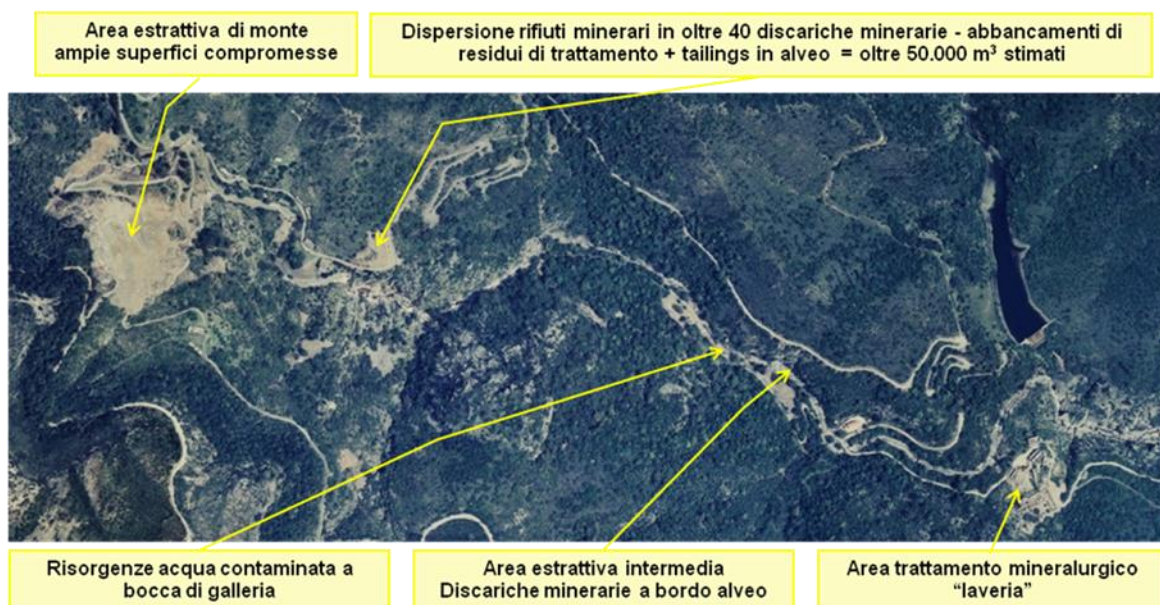 Area estrattiva di monte
ampie superfici compromesse
Dispersione rifiuti minerari in oltre 40 discariche minerarie - abbancamenti di
residui di trattamento + tailings in alveo = oltre 50.000 m³ stimati
Risorgenze acqua contaminata a
bocca di galleria
Area estrattiva intermedia
Discariche minerarie a bordo alveo
Area trattamento mineralurgico
“laveria”